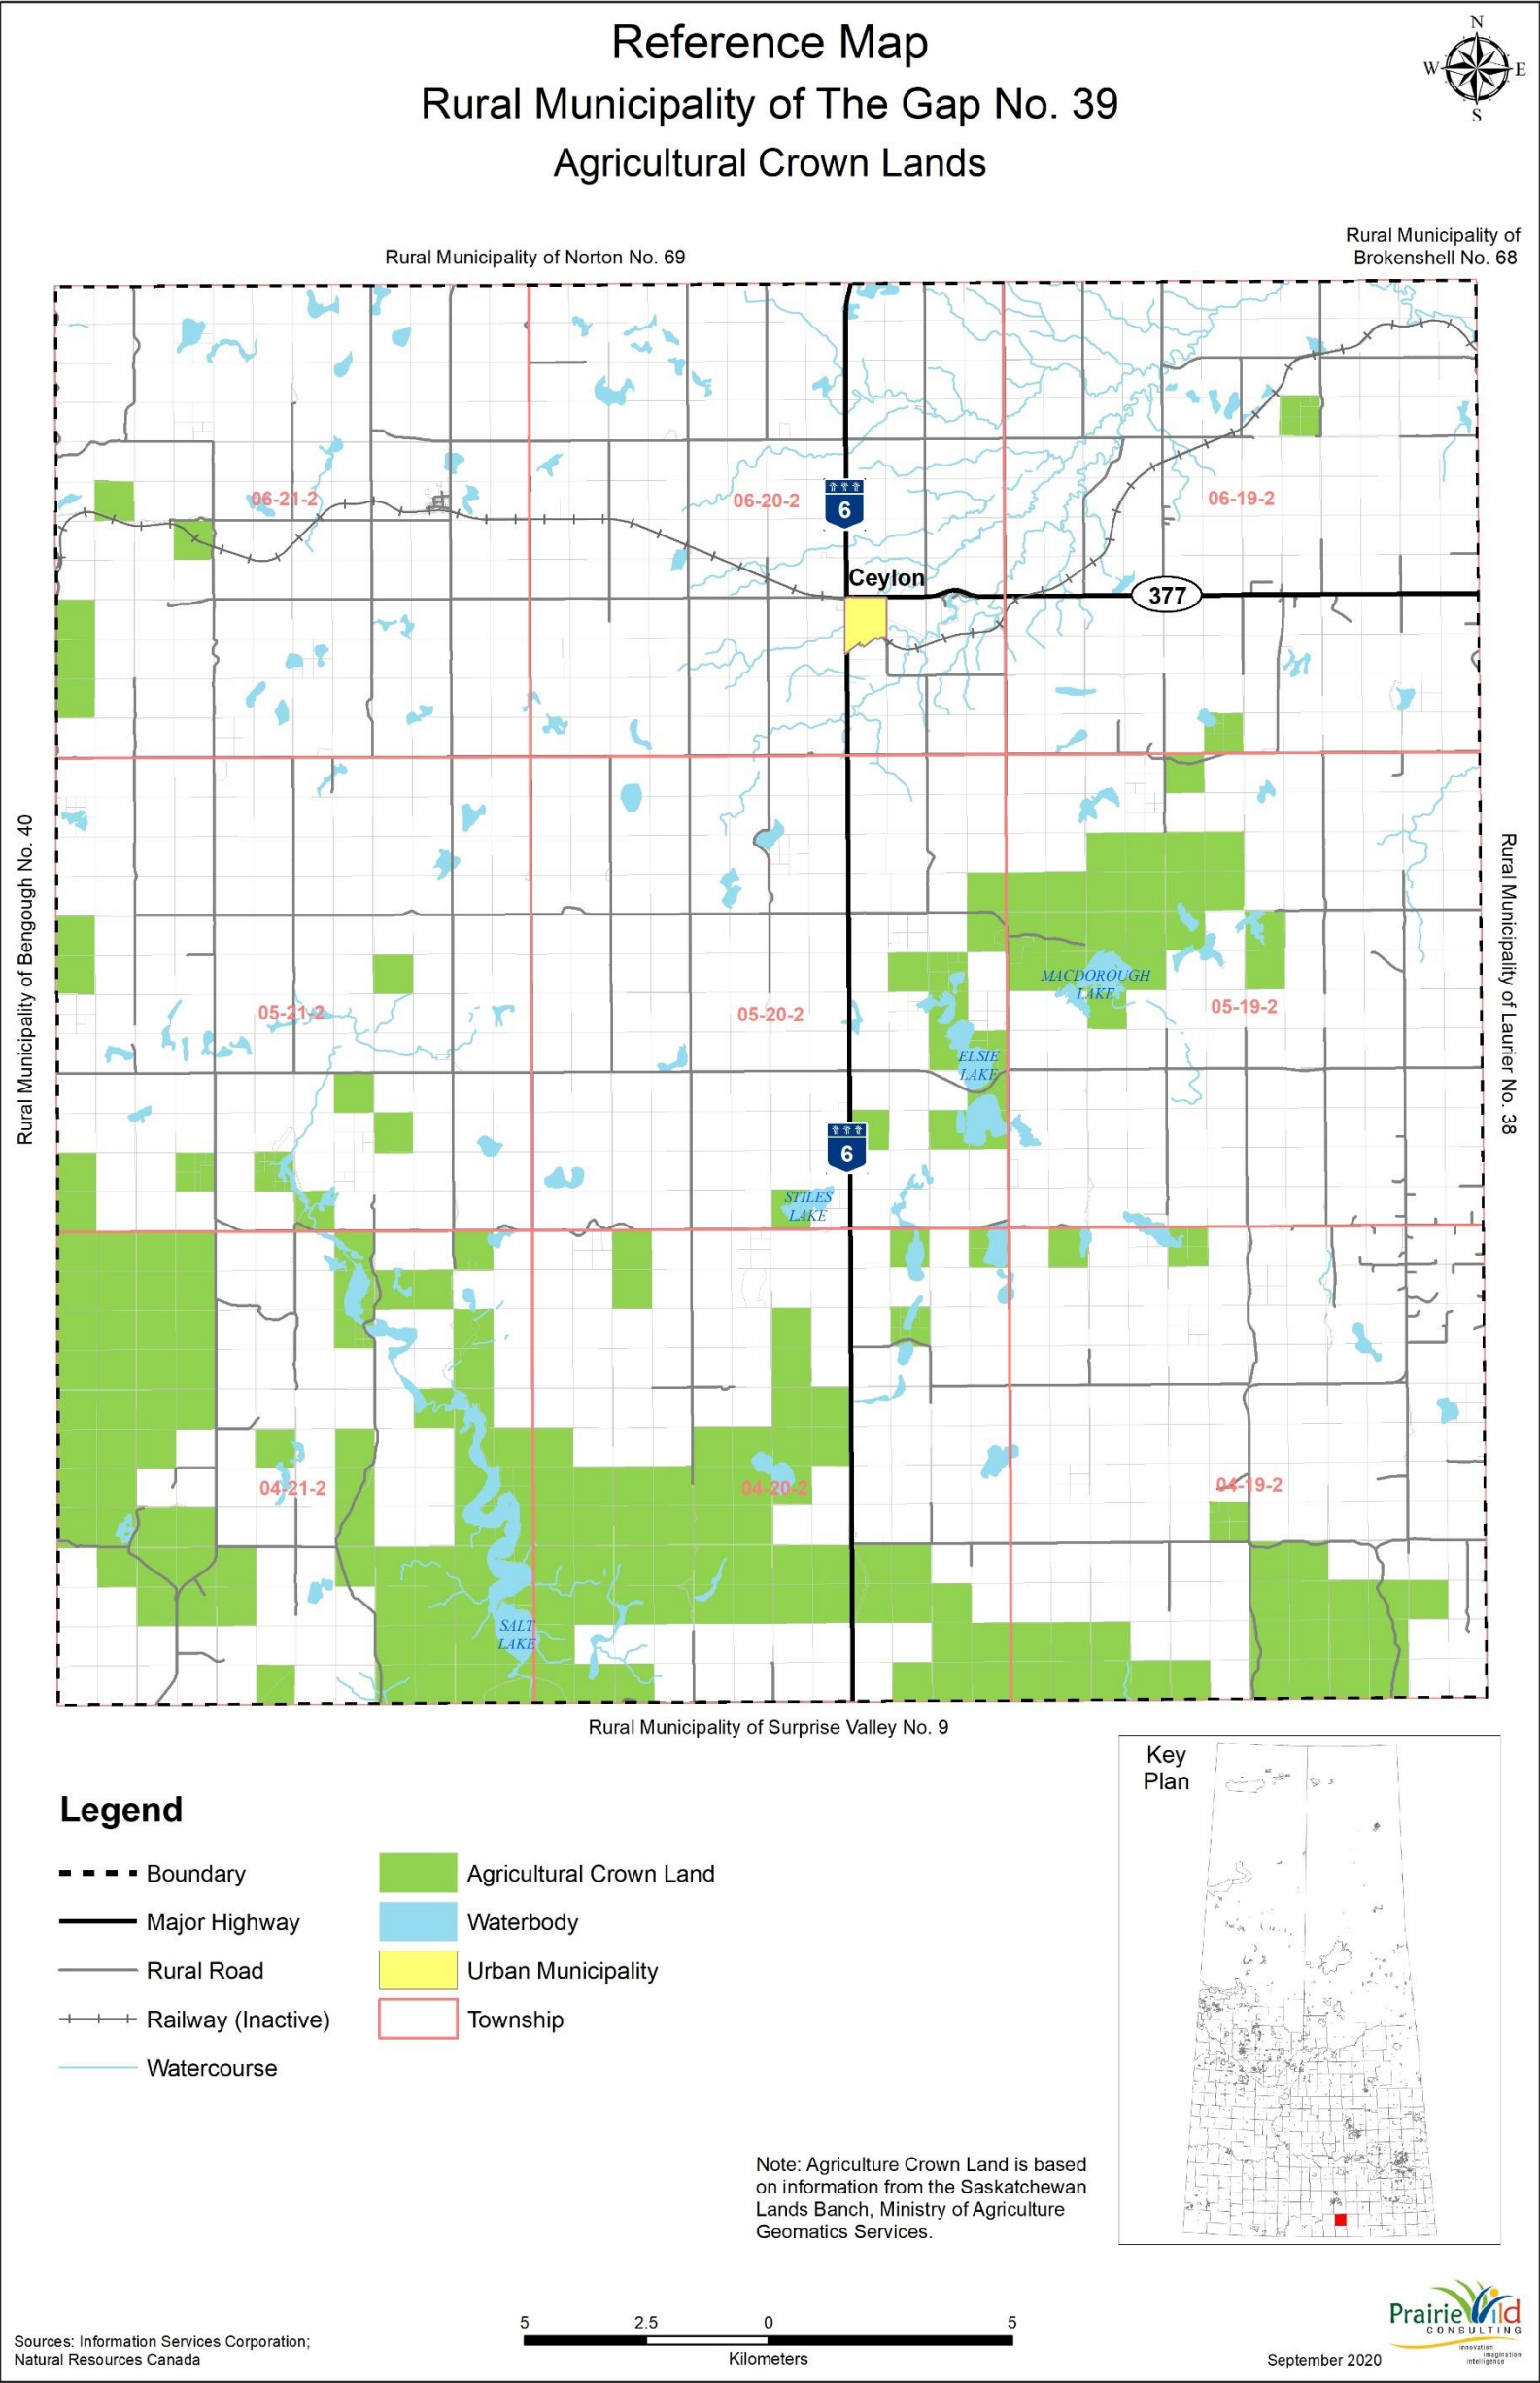 Reference Map
Rural Municipality of The Gap No. 39
Agricultural Crown Lands
N
W
E
S
Rural Municipality of Norton No. 69
Rural Municipality of
Brokenshell No. 68
06-21-2
06-20-2
6
06-19-2
Ceylon
377
Rural Municipality of Bengough No. 40
Rural Municipality of Laurier No. 38
MACDOROUGH
LAKE
05-21-2
05-20-2
05-19-2
ELSIE
LAKE
6
STILES
LAKE
04-21-2
04-20-2
04-19-2
SALT
LAKE
Rural Municipality of Surprise Valley No. 9
Key
Plan
Legend
Boundary
Major Highway
Rural Road
Railway (Inactive)
Watercourse
Agricultural Crown Land
Waterbody
Urban Municipality
Township
Note: Agriculture Crown Land is based
on information from the Saskatchewan
Lands Banch, Ministry of Agriculture
Geomatics Services.
5 2.5 0 5
Kilometers
Sources: Information Services Corporation;
Natural Resources Canada
September 2020
PrairieWild
CONSULTING
innovation
imagination
intelligence